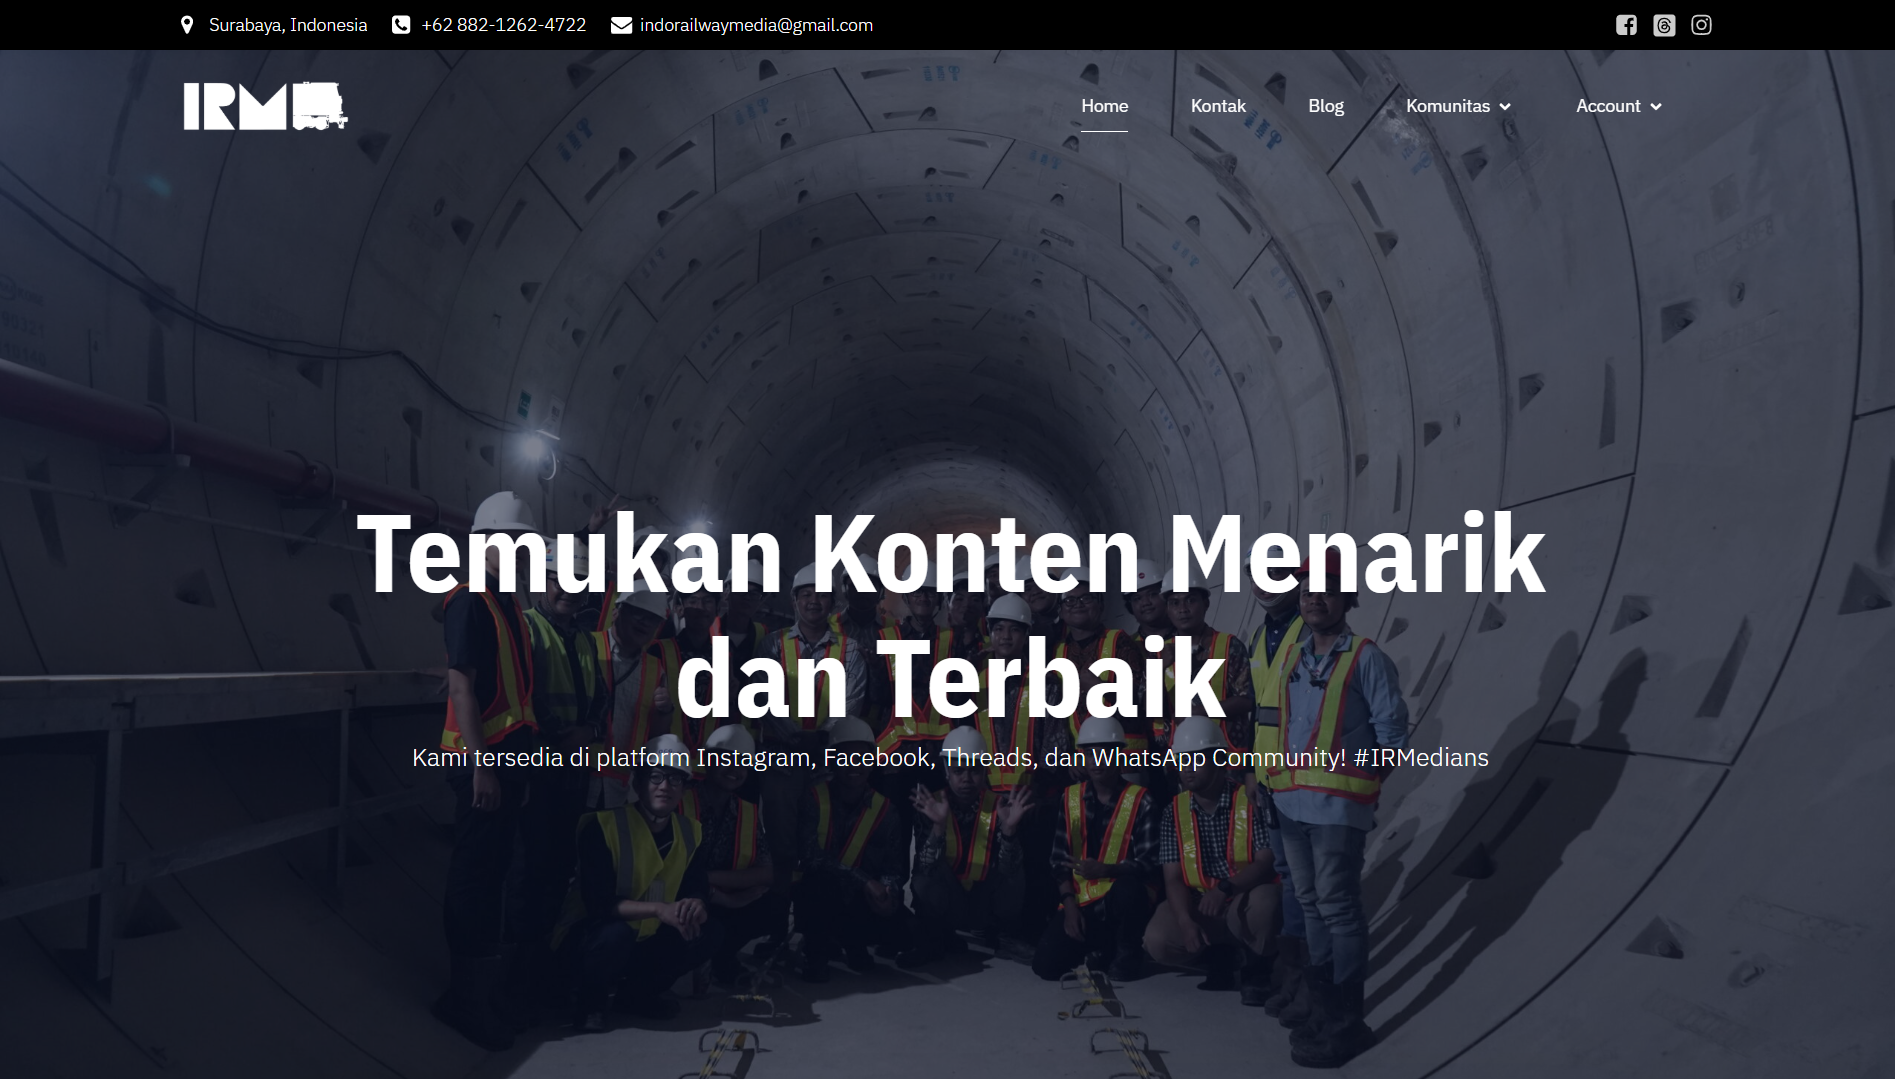 Surabaya, Indonesia +62 882-1262-4722 indorailwaymedia@gmail.com
IRM
Home Kontak Blog Komunitas Account
Temukan Konten Menarik
dan Terbaik
Kami tersedia di platform Instagram, Facebook, Threads, dan WhatsApp Community! #IRMedians